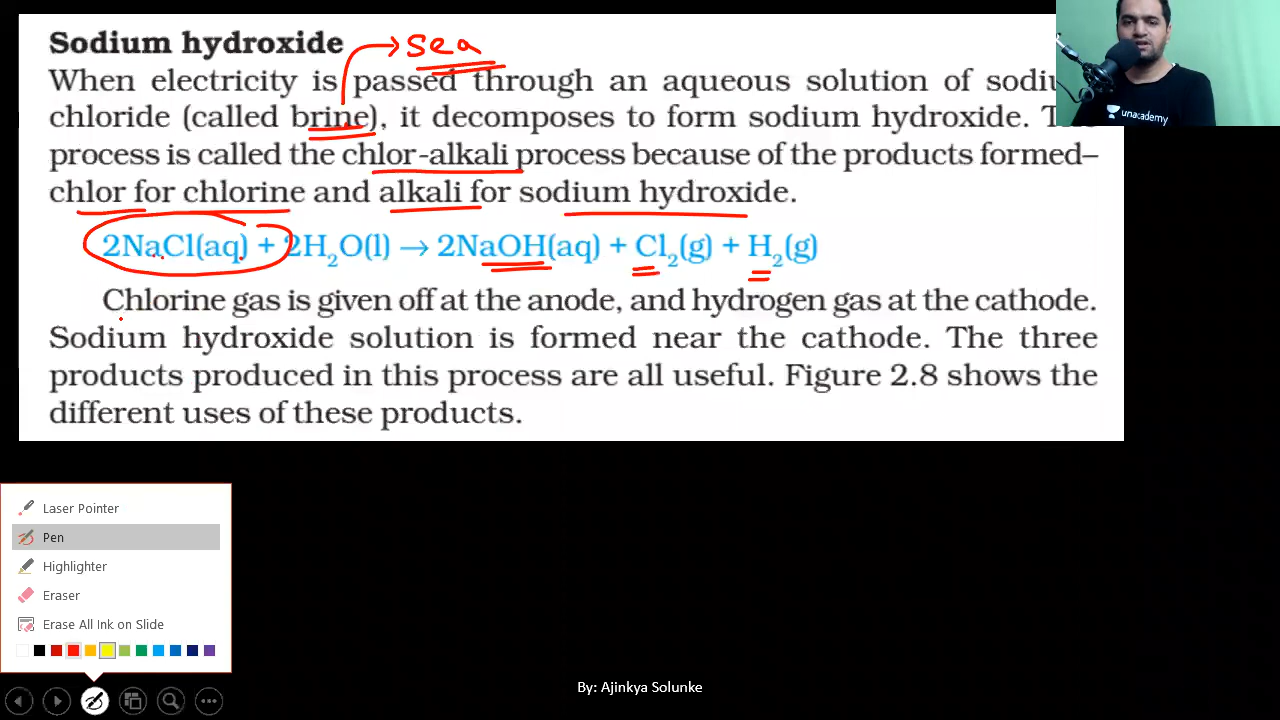 Sodium hydroxide
sea
When electricity is passed through an aqueous solution of
chloride (called brine), it decomposes to form sodium hydroxide.
process is called the chlor-alkali process because of the products formed–
chlor for chlorine and alkali for sodium hydroxide.
2NaCl(aq) + 2H₂O(l) → 2NaOH(aq) + Cl₂(g) + H₂(g)
Chlorine gas is given off at the anode, and hydrogen gas at the cathode.
Sodium hydroxide solution is formed near the cathode. The three
products produced in this process are all useful. Figure 2.8 shows the
different uses of these products.
unacademy
Laser Pointer
Pen
Highlighter
Eraser
Erase All Ink on Slide
By: Ajinkya Solunke